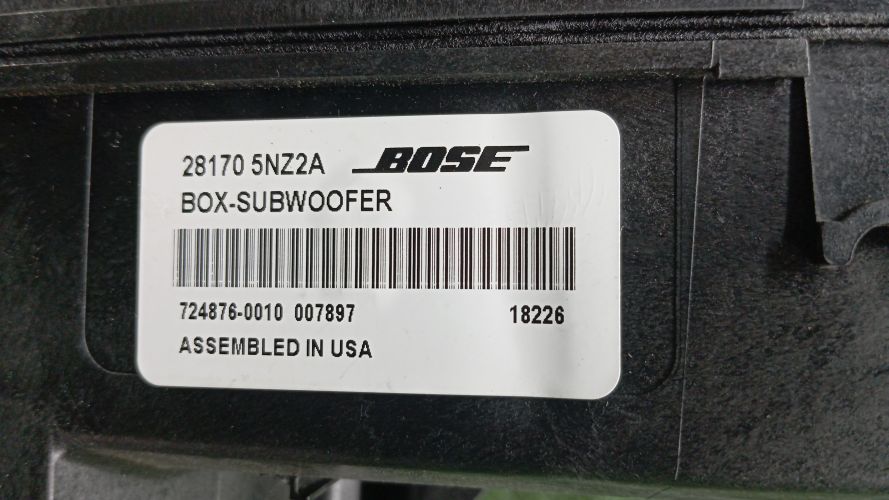 28170 5NZ2A BOSE
BOX-SUBWOOFER
724876-0010 007897 18226
ASSEMBLED IN USA